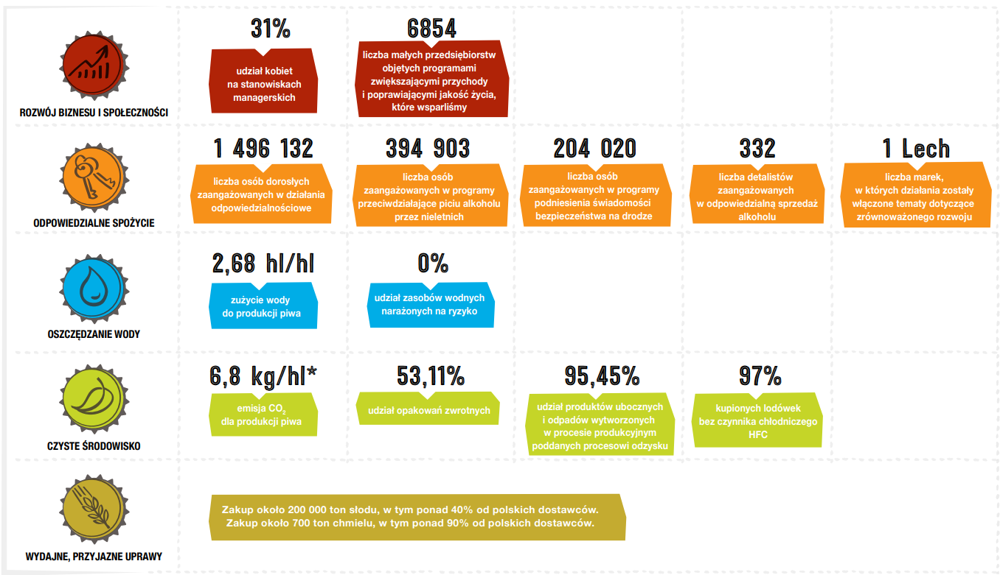 31%
udział kobiet
na stanowiskach
managerskich
6854
liczba małych przedsiębiorstw
objętych programami
zwiększającymi przychody
i poprawiającymi jakość życia,
które wsparliśmy
ROZWÓJ BIZNESU I SPOŁECZNOŚCI
1 496 132
liczba osób dorosłych
zaangażowanych w działania
odpowiedzialnościowe
394 903
liczba osób
zaangażowanych w programy
przeciwdziałające piciu alkoholu
przez nieletnich
204 020
liczba osób
zaangażowanych w programy
podniesienia świadomości
bezpieczeństwa na drodze
332
liczba detalistów
zaangażowanych
w odpowiedzialną sprzedaż
alkoholu
1 Lech
liczba marek,
w których działania zostały
włączone tematy dotyczące
zrównoważonego rozwoju
ODPOWIEDZIALNE SPOŻYCIE
2,68 hl/hl
zużycie wody
do produkcji piwa
0%
udział zasobów wodnych
narażonych na ryzyko
OSZCZĘDZANIE WODY
6,8 kg/hl*
emisja CO₂
dla produkcji piwa
53,11%
udział opakowań zwrotnych
95,45%
udział produktów ubocznych
i odpadów wytworzonych
w procesie produkcyjnym
poddanych procesowi odzysku
97%
kupionych lodówek
bez czynnika chłodniczego
HFC
CZYSTE ŚRODOWISKO
Zakup około 200 000 ton słodu, w tym ponad 40% od polskich dostawców.
Zakup około 700 ton chmielu, w tym ponad 90% od polskich dostawców.
WYDAJNE, PRZYJAZNE UPRAWY